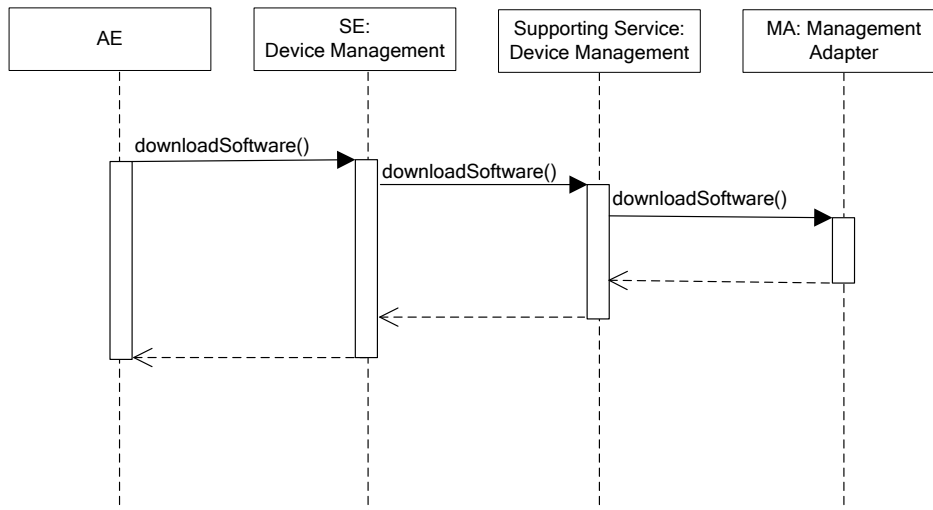 AE
SE:
Device Management
Supporting Service:
Device Management
MA: Management
Adapter
downloadSoftware()
downloadSoftware()
downloadSoftware()